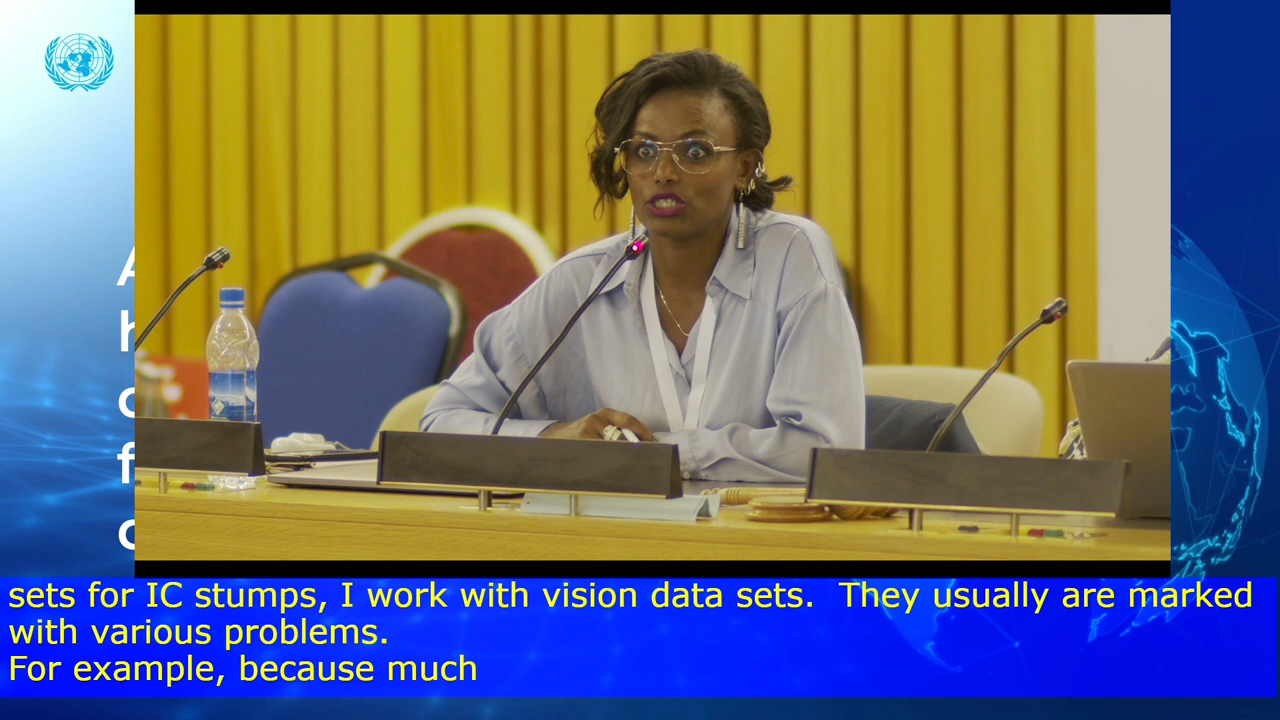 sets for IC stumps, I work with vision data sets.  They usually are marked
with various problems.
For example, because much